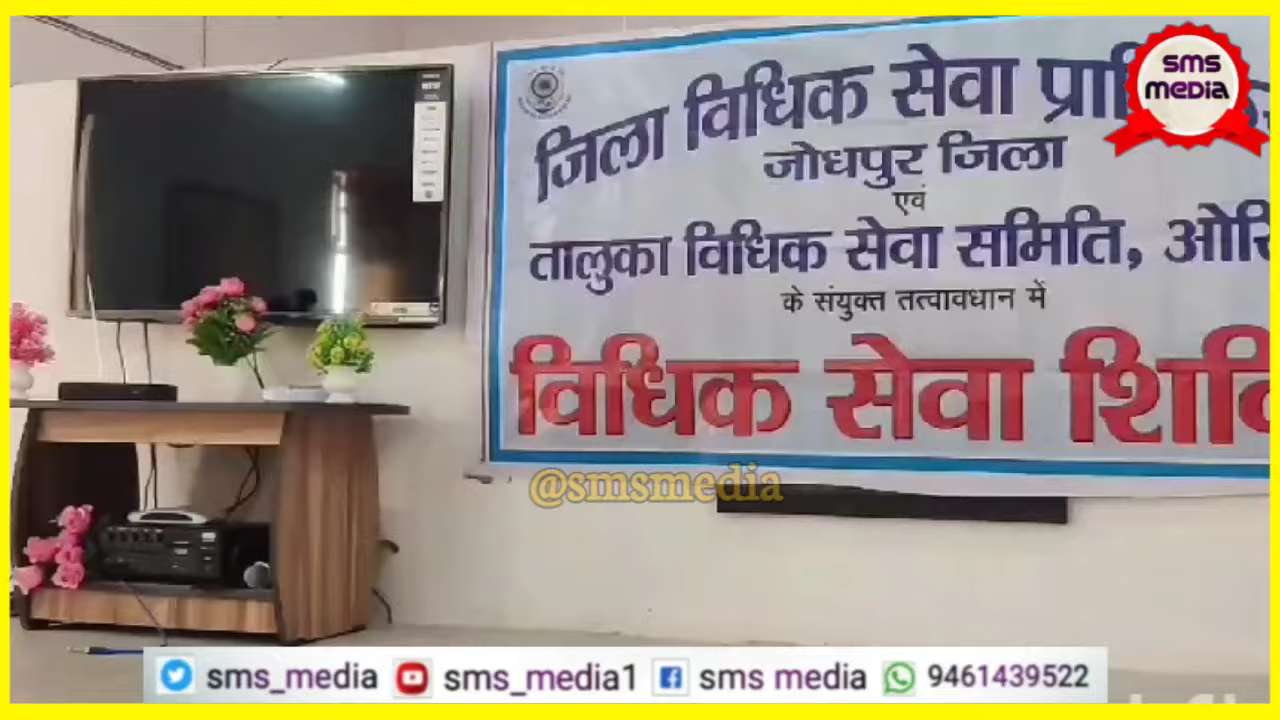 sms
media
जिला विधिक सेवा
जोधपुर जिला
एवं
तालुका विधिक सेवा समिति,
के संयुक्त तत्वावधान में
विधिक सेवा
@smsmedia
sms_media sms_media1 sms media 9461439522